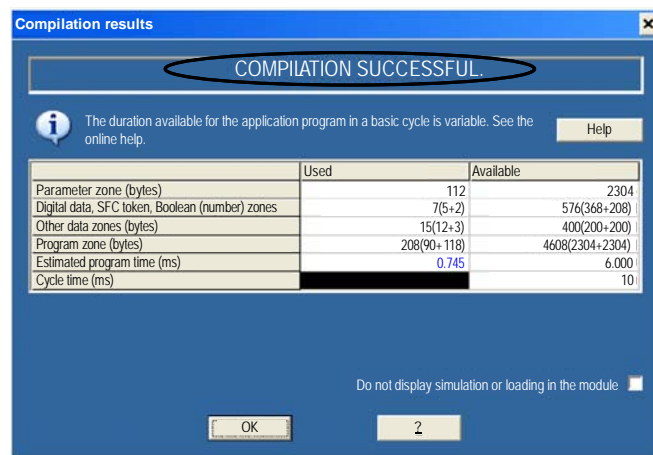 Compilation results
COMPILATION SUCCESSFUL.
The duration available for the application program in a basic cycle is variable. See the
online help.
Help
Used Available
Parameter zone (bytes) 112 2304
Digital data, SFC token, Boolean (number) zones 7(5+2) 576(368+208)
Other data zones (bytes) 15(12+3) 400(200+200)
Program zone (bytes) 208(90+118) 4608(2304+2304)
Estimated program time (ms) 0.745 6.000
Cycle time (ms) 10
Do not display simulation or loading in the module
OK ?